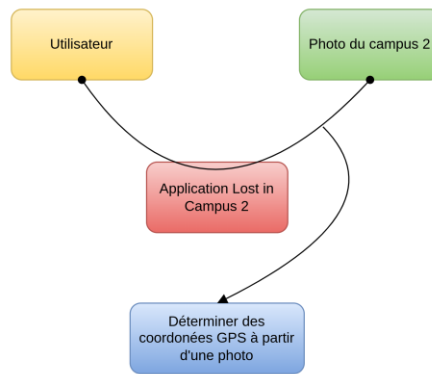 Utilisateur
Photo du campus 2
Application Lost in
Campus 2
Déterminer des
coordonées GPS à partir
d'une photo